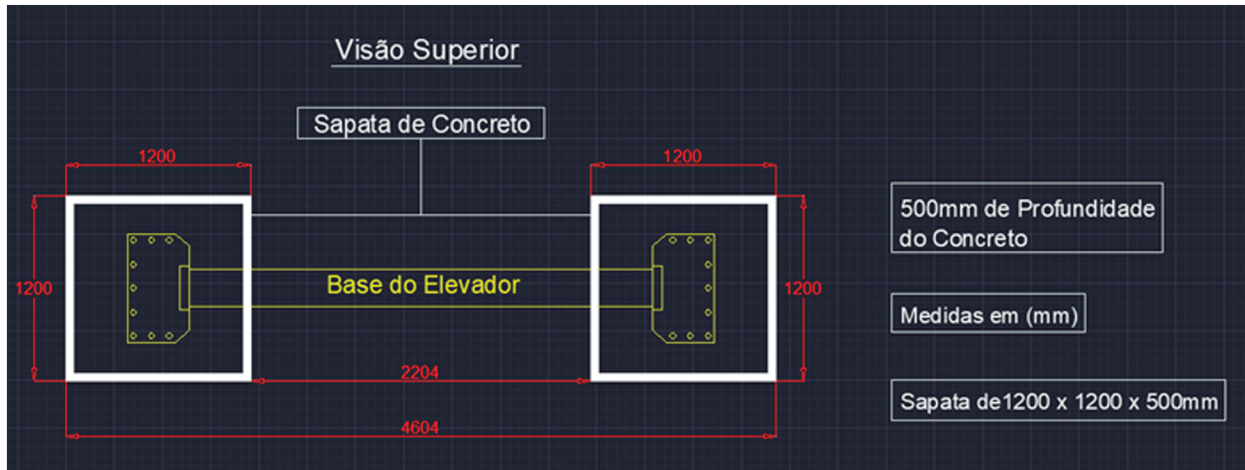 Visão Superior
Sapata de Concreto
1200
1200
500mm de Profundidade
do Concreto
1200
Base do Elevador
1200
Medidas em (mm)
2204
Sapata de1200 x 1200 x 500mm
4604